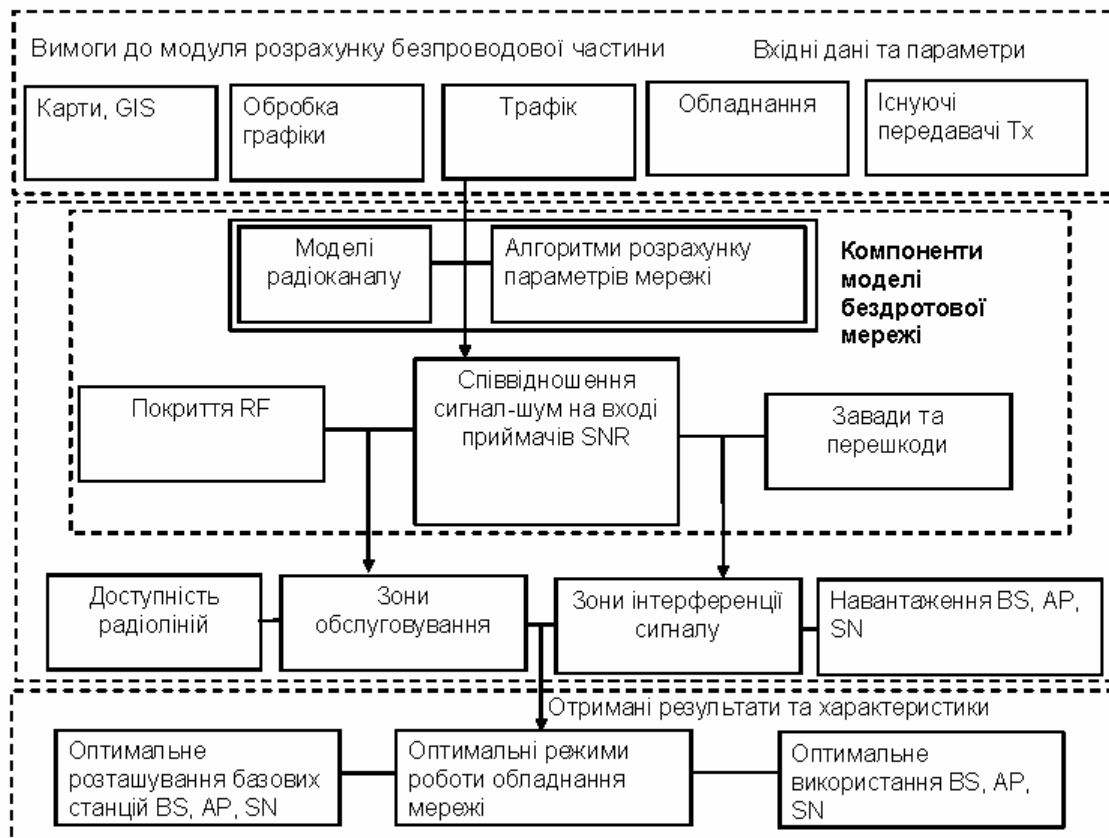 Вимоги до модуля розрахунку безпроводової частини
Вхідні дані та параметри
Карти, GIS
Обробка
графіки
Трафік
Обладнання
Існуючі
передавачі Tx
Моделі
радіоканалу
Алгоритми розрахунку
параметрів мережі
Компоненти
моделі
бездротової
мережі
Покриття RF
Співвідношення
сигнал-шум на вході
приймачів SNR
Завади та
перешкоди
Доступність
радіоліній
Зони
обслуговування
Зони інтерференції
сигналу
Навантаження BS, AP,
SN
Отримані результати та характеристики
Оптимальне
розташування базових
станцій BS, AP, SN
Оптимальні режими
роботи обладнання
мережі
Оптимальне
використання BS, AP,
SN